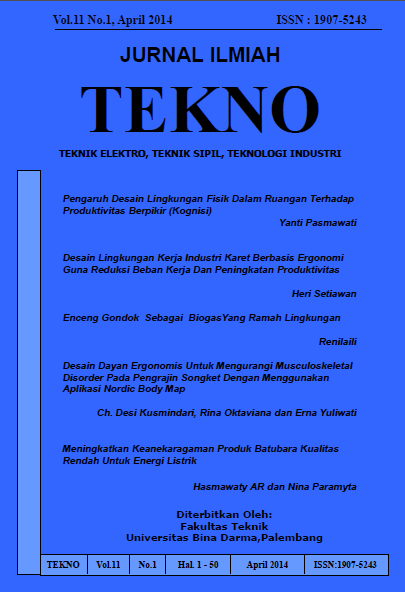 Vol.11 No.1, April 2014 ISSN : 1907-5243
JURNAL ILMIAH
TEKNO
TEKNIK ELEKTRO, TEKNIK SIPIL, TEKNOLOGI INDUSTRI
Pengaruh Desain Lingkungan Fisik Dalam Ruangan Terhadap
Produktivitas Berpikir (Kognisi)
Yanti Pasmawati
Desain Lingkungan Kerja Industri Karet Berbasis Ergonomi
Guna Reduksi Beban Kerja Dan Peningkatan Produktivitas
Heri Setiawan
Enceng Gondok Sebagai BiogasYang Ramah Lingkungan
Renilaili
Desain Dayan Ergonomis Untuk Mengurangi Musculoskeletal
Disorder Pada Pengrajin Songket Dengan Menggunakan
Aplikasi Nordic Body Map
Ch. Desi Kusmindari, Rina Oktaviana dan Erna Yuliwati
Meningkatkan Keanekaragaman Produk Batubara Kualitas
Rendah Untuk Energi Listrik
Hasmawaty AR dan Nina Paramyta
Diterbitkan Oleh:
Fakultas Teknik
Universitas Bina Darma,Palembang
TEKNO Vol.11 No.1 Hal. 1 - 50 April 2014 ISSN:1907-5243